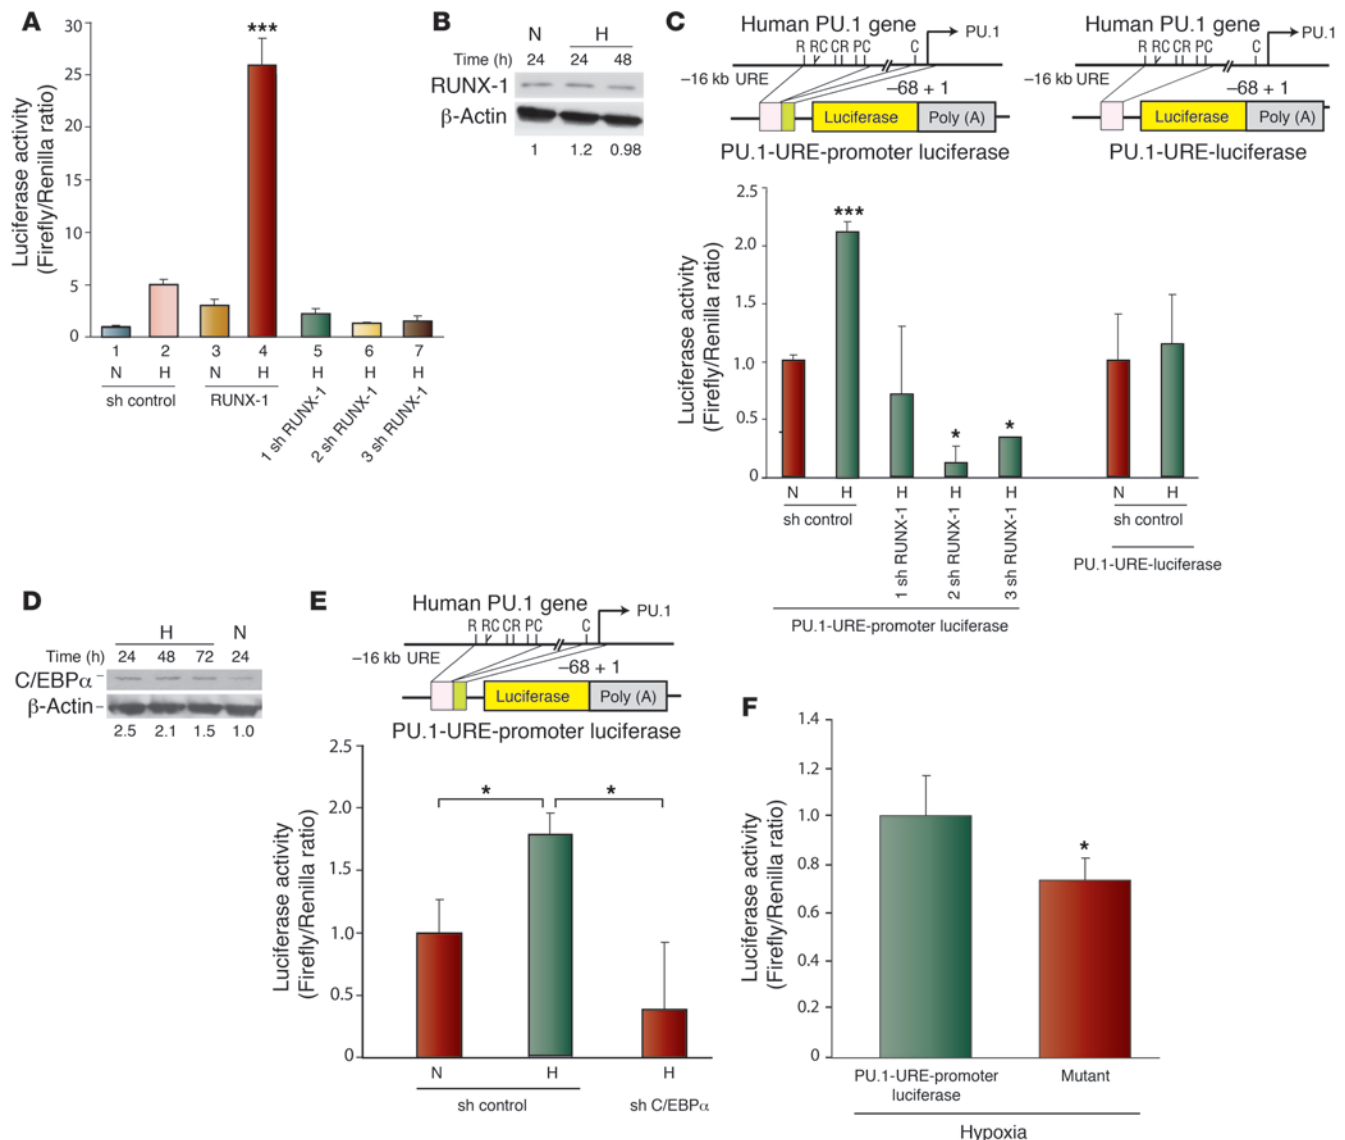 A
Luciferase activity
(Firefly/Renilla ratio)
30
25
20
15
10
5
0
***
1 2 3 4 5 6 7
N H N H H H H
sh control RUNX-1
1 sh RUNX-1
2 sh RUNX-1
3 sh RUNX-1
B
N H
Time (h) 24 24 48
RUNX-1
β-Actin
1 1.2 0.98
C
Human PU.1 gene
R RC CR PC C PU.1
–16 kb URE
–68 + 1
Luciferase Poly (A)
PU.1-URE-promoter luciferase
Human PU.1 gene
R RC CR PC C PU.1
–16 kb URE
–68 + 1
Luciferase Poly (A)
PU.1-URE-luciferase
Luciferase activity
(Firefly/Renilla ratio)
2.5
2.0
1.5
1.0
0.5
0
*** * *
N H H H H N H
sh control
1 sh RUNX-1
2 sh RUNX-1
3 sh RUNX-1
PU.1-URE-promoter luciferase
sh control
PU.1-URE-luciferase
D
H N
Time (h) 24 48 72 24
C/EBPα
β-Actin
2.5 2.1 1.5 1.0
E
Human PU.1 gene
R RC CR PC C PU.1
–16 kb URE
–68 + 1
Luciferase Poly (A)
PU.1-URE-promoter luciferase
Luciferase activity
(Firefly/Renilla ratio)
2.5
2.0
1.5
1.0
0.5
0
* *
N H H
sh control sh C/EBPα
F
Luciferase activity
(Firefly/Renilla ratio)
1.4
1.2
1.0
0.8
0.6
0.4
0.2
0
*
PU.1-URE-promoter
luciferase
Mutant
Hypoxia